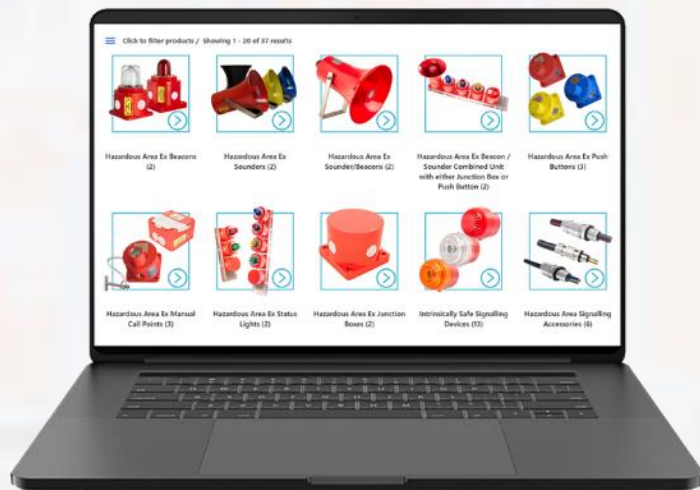 Click to filter products / Showing 1 - 20 of 37 results
Hazardous Area Ex Beacons
(2)
Hazardous Area Ex
Sounders (2)
Hazardous Area Ex
Sounder/Beacons (2)
Hazardous Area Ex Beacon /
Sounder Combined Unit
with either Junction Box or
Push Button (2)
Hazardous Area Ex Push
Buttons (3)
Hazardous Area Ex Manual
Call Points (3)
Hazardous Area Ex Status
Lights (2)
Hazardous Area Ex Junction
Boxes (2)
Intrinsically Safe Signalling
Devices (13)
Hazardous Area Signalling
Accessories (6)